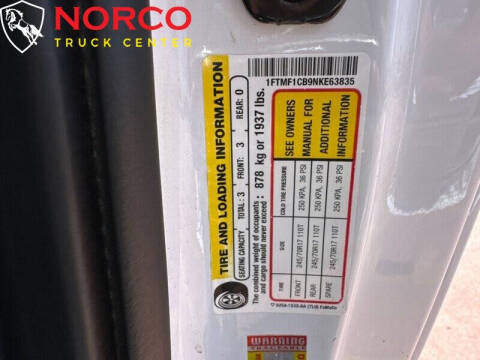 NORCO
TRUCK CENTER
1FTMF1CB9NKE63835
TIRE AND LOADING INFORMATION
SEATING CAPACITY TOTAL: 3 FRONT: 3 REAR: 0
The combined weight of occupants and cargo should never exceed : 878 kg or 1937 lbs.
TIRE SIZE COLD TIRE PRESSURE
FRONT 245/70R17 110T 250 KPA, 36 PSI
REAR 245/70R17 110T 250 KPA, 36 PSI
SPARE 245/70R17 110T 250 KPA, 36 PSI
SEE OWNERS
MANUAL FOR
ADDITIONAL
INFORMATION
WARNING